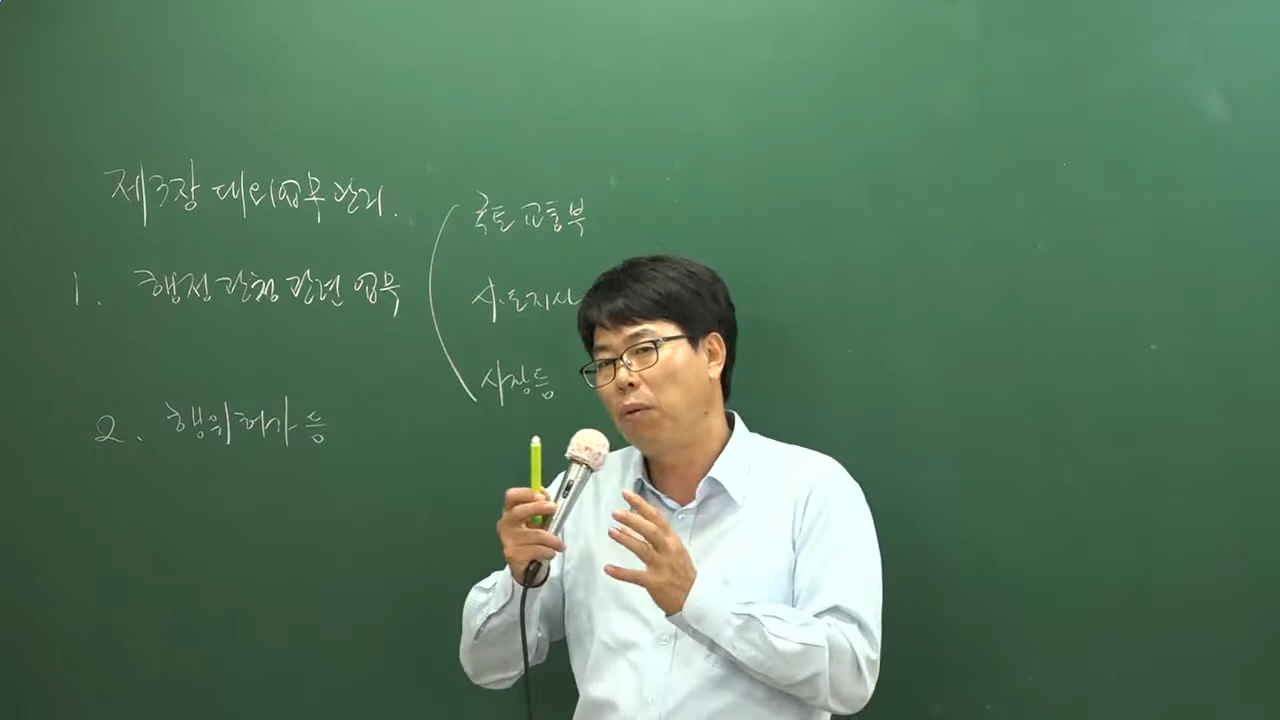 제3장 대외업무관리.
1. 행정관청 관련 업무
국토교통부
시·도지사
시장등
2. 행위허가 등